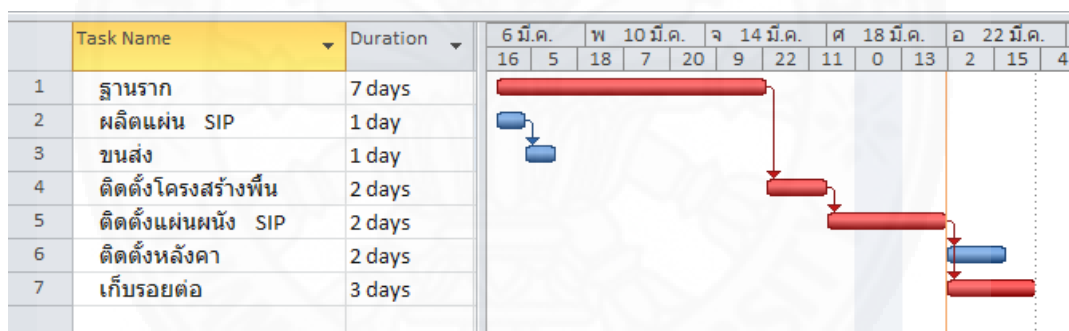 Task Name Duration 6 มี.ค. พ 10 มี.ค. จ 14 มี.ค. ศ 18 มี.ค. อ 22 มี.ค.
16 5 18 7 20 9 22 11 0 13 2 15 4
1 ฐานราก 7 days
2 ผลิตแผ่น SIP 1 day
3 ขนส่ง 1 day
4 ติดตั้งโครงสร้างพื้น 2 days
5 ติดตั้งแผ่นผนัง SIP 2 days
6 ติดตั้งหลังคา 2 days
7 เก็บรอยต่อ 3 days